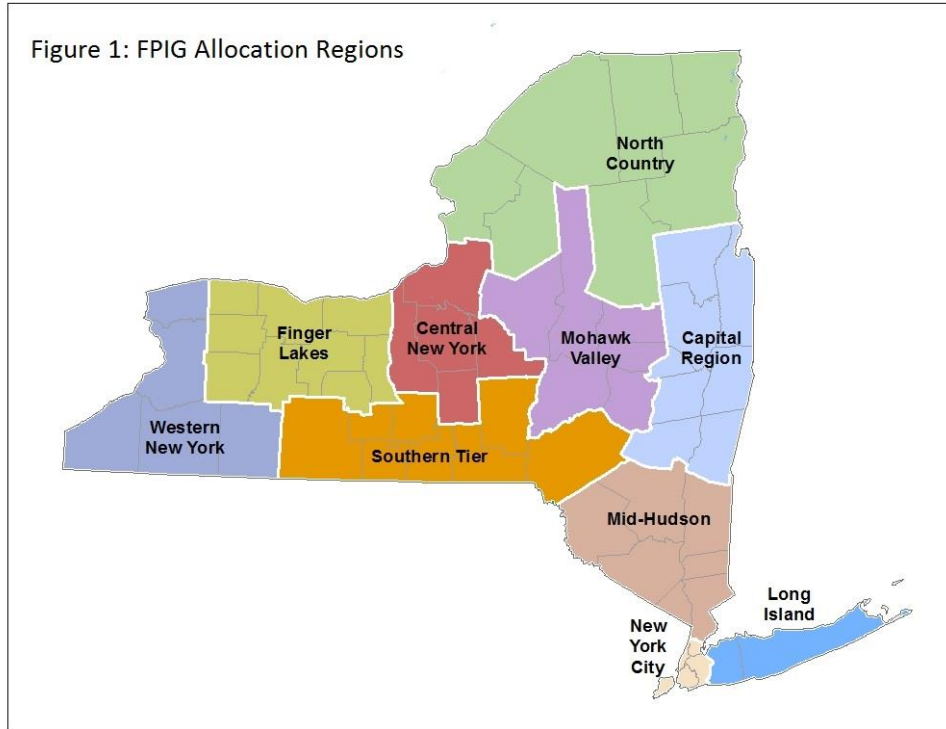 Figure 1: FPIG Allocation Regions
North
Country
Finger
Lakes
Central
New York
Mohawk
Valley
Capital
Region
Western
New York
Southern Tier
Mid-Hudson
Long
Island
New
York
City